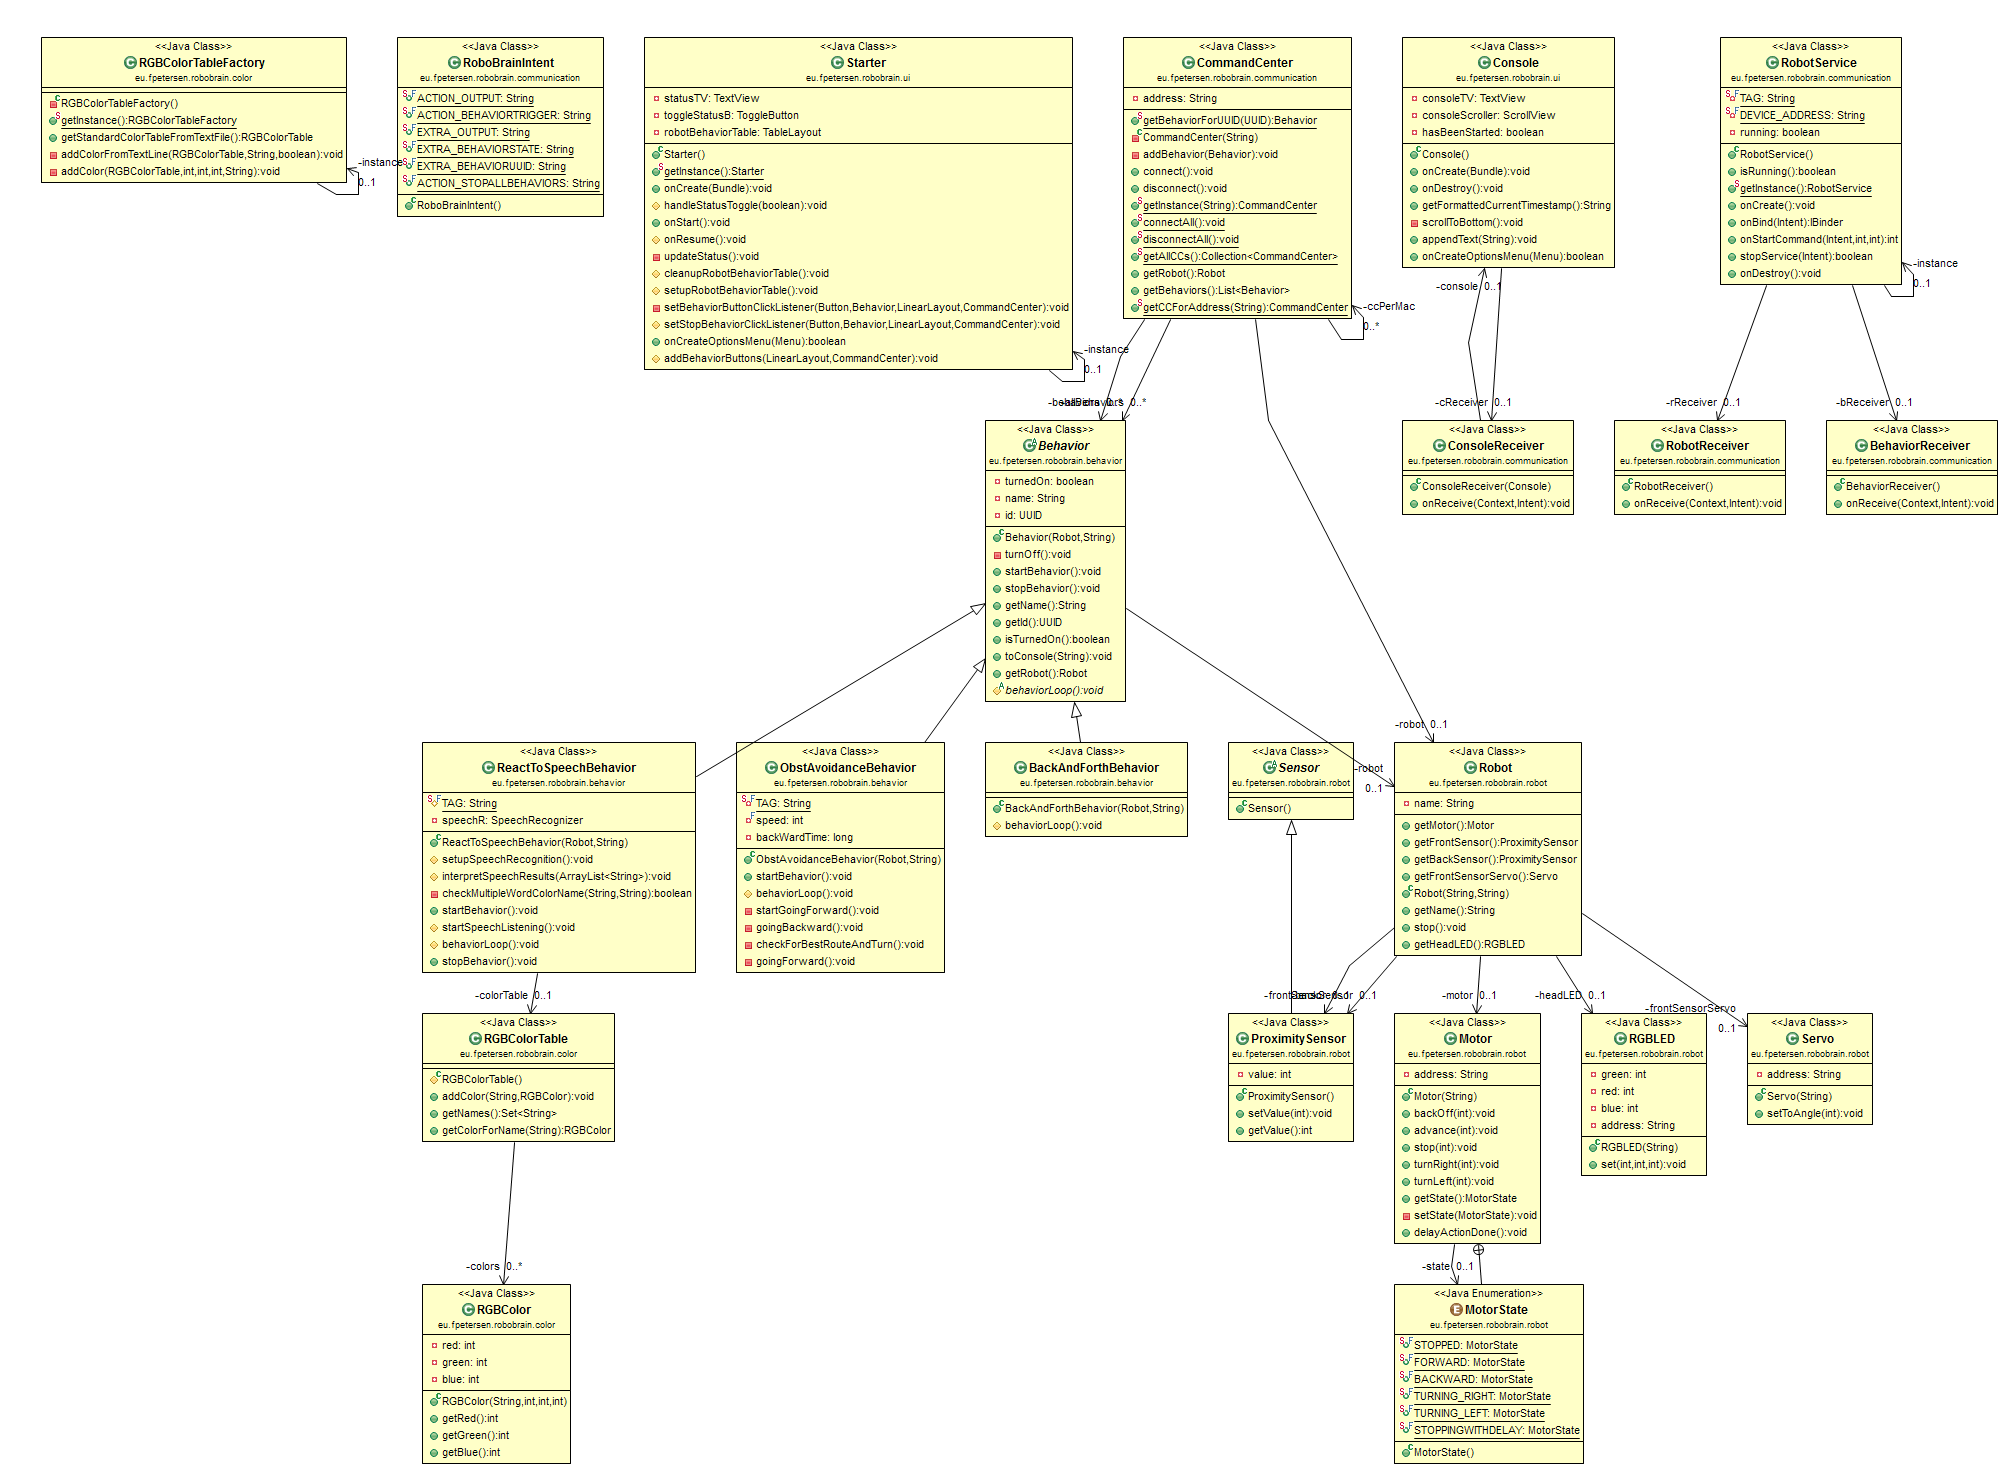 <<Java Class>>
RGBColorTableFactory
eu.fpetersen.robobrain.color
RGBColorTableFactory()
getInstance():RGBColorTableFactory
getStandardColorTableFromTextFile():RGBColorTable
addColorFromTextLine(RGBColorTable,String,boolean):void
addColor(RGBColorTable,int,int,int,String):void
-instance
0..1
<<Java Class>>
RoboBrainIntent
eu.fpetersen.robobrain.communication
ACTION_OUTPUT: String
ACTION_BEHAVIORTRIGGER: String
EXTRA_OUTPUT: String
EXTRA_BEHAVIORSTATE: String
EXTRA_BEHAVIORUUID: String
ACTION_STOPALLBEHAVIORS: String
RoboBrainIntent()
<<Java Class>>
Starter
eu.fpetersen.robobrain.ui
statusTV: TextView
toggleStatusB: ToggleButton
robotBehaviorTable: TableLayout
Starter()
getInstance():Starter
onCreate(Bundle):void
handleStatusToggle(boolean):void
onStart():void
onResume():void
updateStatus():void
cleanupRobotBehaviorTable():void
setupRobotBehaviorTable():void
setBehaviorButtonClickListener(Button,Behavior,LinearLayout,CommandCenter):void
setStopBehaviorClickListener(Button,Behavior,LinearLayout,CommandCenter):void
onCreateOptionsMenu(Menu):boolean
addBehaviorButtons(LinearLayout,CommandCenter):void
-instance
0..1
<<Java Class>>
CommandCenter
eu.fpetersen.robobrain.communication
address: String
getBehaviorForUUID(UUID):Behavior
CommandCenter(String)
addBehavior(Behavior):void
connect():void
disconnect():void
getInstance(String):CommandCenter
connectAll():void
disconnectAll():void
getAllCCs():Collection<CommandCenter>
getRobot():Robot
getBehaviors():List<Behavior>
getCCForAddress(String):CommandCenter
-ccPerMac
0..*
<<Java Class>>
Console
eu.fpetersen.robobrain.ui
consoleTV: TextView
consoleScroller: ScrollView
hasBeenStarted: boolean
Console()
onCreate(Bundle):void
onDestroy():void
getFormattedCurrentTimestamp():String
scrollToBottom():void
appendText(String):void
onCreateOptionsMenu(Menu):boolean
-console 0..1
<<Java Class>>
RobotService
eu.fpetersen.robobrain.communication
TAG: String
DEVICE_ADDRESS: String
running: boolean
RobotService()
isRunning():boolean
getInstance():RobotService
onCreate():void
onBind(Intent):IBinder
onStartCommand(Intent,int,int):int
stopService(Intent):boolean
onDestroy():void
-instance
0..1
0..*
-cReceiver 0..1
-rReceiver 0..1
-bReceiver 0..1
<<Java Class>>
Behavior
eu.fpetersen.robobrain.behavior
turnedOn: boolean
name: String
id: UUID
Behavior(Robot,String)
turnOff():void
startBehavior():void
stopBehavior():void
getName():String
getId():UUID
isTurnedOn():boolean
toConsole(String):void
getRobot():Robot
behaviorLoop():void
<<Java Class>>
ConsoleReceiver
eu.fpetersen.robobrain.communication
ConsoleReceiver(Console)
onReceive(Context,Intent):void
<<Java Class>>
RobotReceiver
eu.fpetersen.robobrain.communication
RobotReceiver()
onReceive(Context,Intent):void
<<Java Class>>
BehaviorReceiver
eu.fpetersen.robobrain.communication
BehaviorReceiver()
onReceive(Context,Intent):void
-robot 0..1
<<Java Class>>
ReactToSpeechBehavior
eu.fpetersen.robobrain.behavior
TAG: String
speechR: SpeechRecognizer
ReactToSpeechBehavior(Robot,String)
setupSpeechRecognition():void
interpretSpeechResults(ArrayList<String>):void
checkMultipleWordColorName(String,String):boolean
startBehavior():void
startSpeechListening():void
behaviorLoop():void
stopBehavior():void
<<Java Class>>
ObstAvoidanceBehavior
eu.fpetersen.robobrain.behavior
TAG: String
speed: int
backWardTime: long
ObstAvoidanceBehavior(Robot,String)
startBehavior():void
behaviorLoop():void
startGoingForward():void
goingBackward():void
checkForBestRouteAndTurn():void
goingForward():void
<<Java Class>>
BackAndForthBehavior
eu.fpetersen.robobrain.behavior
BackAndForthBehavior(Robot,String)
behaviorLoop():void
<<Java Class>>
Sensor
eu.fpetersen.robobrain.robot
Sensor()
-robot
0..1
<<Java Class>>
Robot
eu.fpetersen.robobrain.robot
name: String
getMotor():Motor
getFrontSensor():ProximitySensor
getBackSensor():ProximitySensor
getFrontSensorServo():Servo
Robot(String,String)
getName():String
stop():void
getHeadLED():RGBLED
-colorTable 0..1
0..1
-motor 0..1
-headLED 0..1
-frontSensorServo
0..1
<<Java Class>>
RGBColorTable
eu.fpetersen.robobrain.color
RGBColorTable()
addColor(String,RGBColor):void
getNames():Set<String>
getColorForName(String):RGBColor
<<Java Class>>
ProximitySensor
eu.fpetersen.robobrain.robot
value: int
ProximitySensor()
setValue(int):void
getValue():int
<<Java Class>>
Motor
eu.fpetersen.robobrain.robot
address: String
Motor(String)
backOff(int):void
advance(int):void
stop(int):void
turnRight(int):void
turnLeft(int):void
getState():MotorState
setState(MotorState):void
delayActionDone():void
<<Java Class>>
RGBLED
eu.fpetersen.robobrain.robot
green: int
red: int
blue: int
address: String
RGBLED(String)
set(int,int,int):void
<<Java Class>>
Servo
eu.fpetersen.robobrain.robot
address: String
Servo(String)
setToAngle(int):void
-colors 0..*
-state 0..1
<<Java Class>>
RGBColor
eu.fpetersen.robobrain.color
red: int
green: int
blue: int
RGBColor(String,int,int,int)
getRed():int
getGreen():int
getBlue():int
<<Java Enumeration>>
MotorState
eu.fpetersen.robobrain.robot
STOPPED: MotorState
FORWARD: MotorState
BACKWARD: MotorState
TURNING_RIGHT: MotorState
TURNING_LEFT: MotorState
STOPPINGWITHDELAY: MotorState
MotorState()